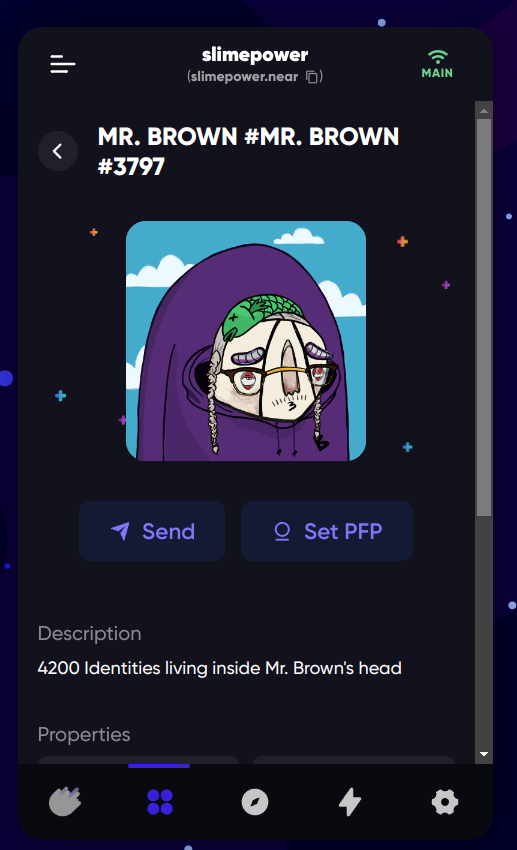 slimepower
(slimepower.near)
MAIN
MR. BROWN #MR. BROWN
#3797
Send
Set PFP
Description
4200 Identities living inside Mr. Brown's head
Properties